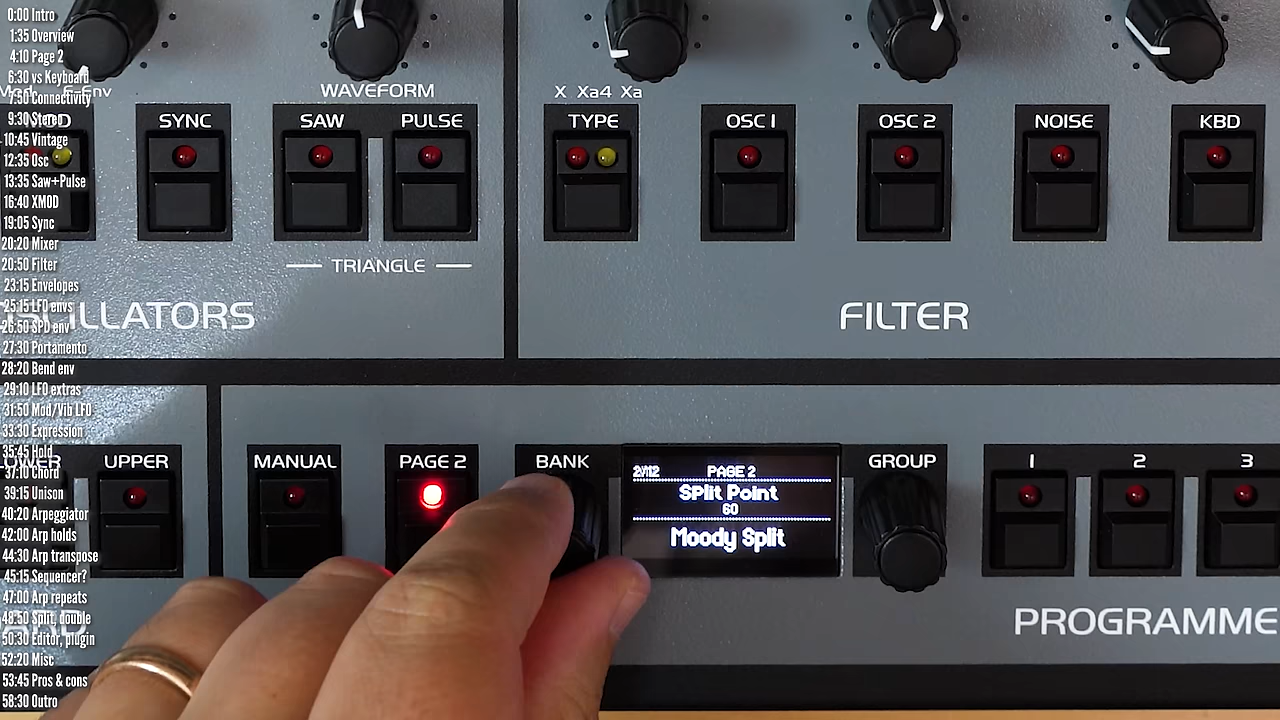 0:00 Intro
1:35 Overview
4:10 Page 2
6:30 vs Keyboard
7:30 Connectivity
9:30 Stereo
10:45 Vintage
12:35 Osc
13:35 Saw+Pulse
16:40 XMOD
19:05 Sync
20:20 Mixer
20:50 Filter
23:15 Envelopes
25:15 LFO envs
26:50 SPD env
27:30 Portamento
28:20 Bend env
29:10 LFO extras
31:50 Mod/Vib LFO
33:30 Expression
35:45 Hold
37:10 Chord
39:15 Unison
40:20 Arpeggiator
42:00 Arp holds
44:30 Arp transpose
45:15 Sequencer?
47:00 Arp repeats
48:50 Split, double
50:30 Editor, plugin
52:20 Misc
53:45 Pros & cons
58:30 Outro
WAVEFORM
X Xa4 Xa
SYNC
SAW
PULSE
TYPE
OSC 1
OSC 2
NOISE
KBD
TRIANGLE
ILLATORS
FILTER
UPPER
MANUAL
PAGE 2
BANK
PAGE 2
Split Point
60
Moody Split
GROUP
1
2
3
PROGRAMME